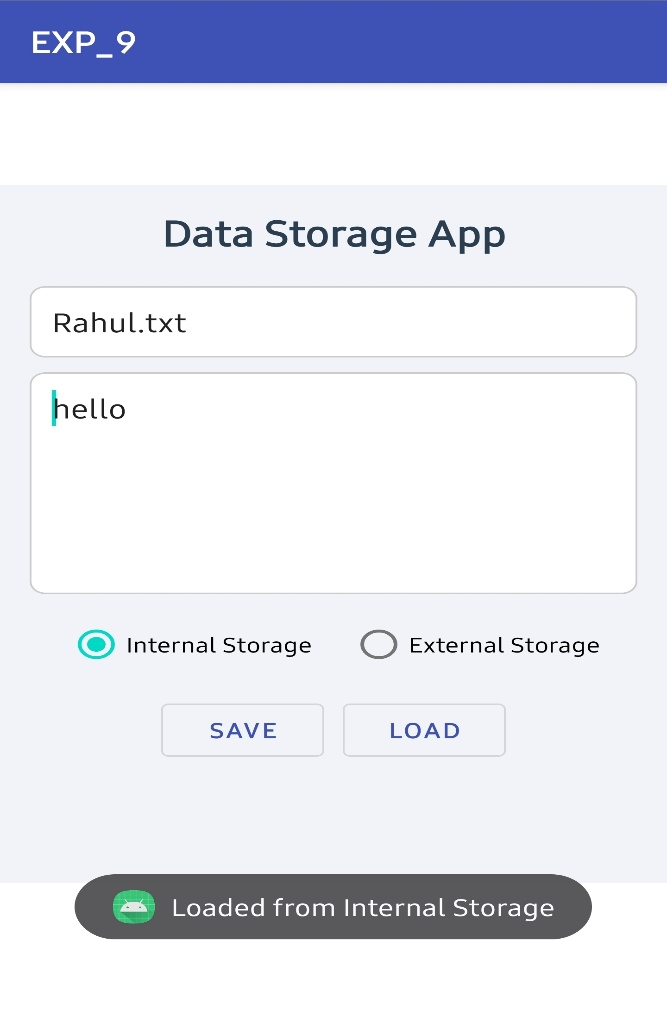 EXP_9
Data Storage App
Rahul.txt
hello
Internal Storage External Storage
SAVE LOAD
Loaded from Internal Storage